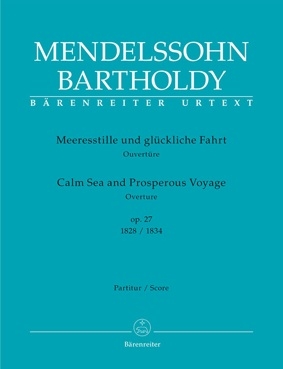 MENDELSSOHN
BARTHOLDY
BÄRENREITER URTEXT
Meeresstille und glückliche Fahrt
Ouvertüre
Calm Sea and Prosperous Voyage
Overture
op. 27
1828 / 1834
Partitur / Score
Bärenreiter